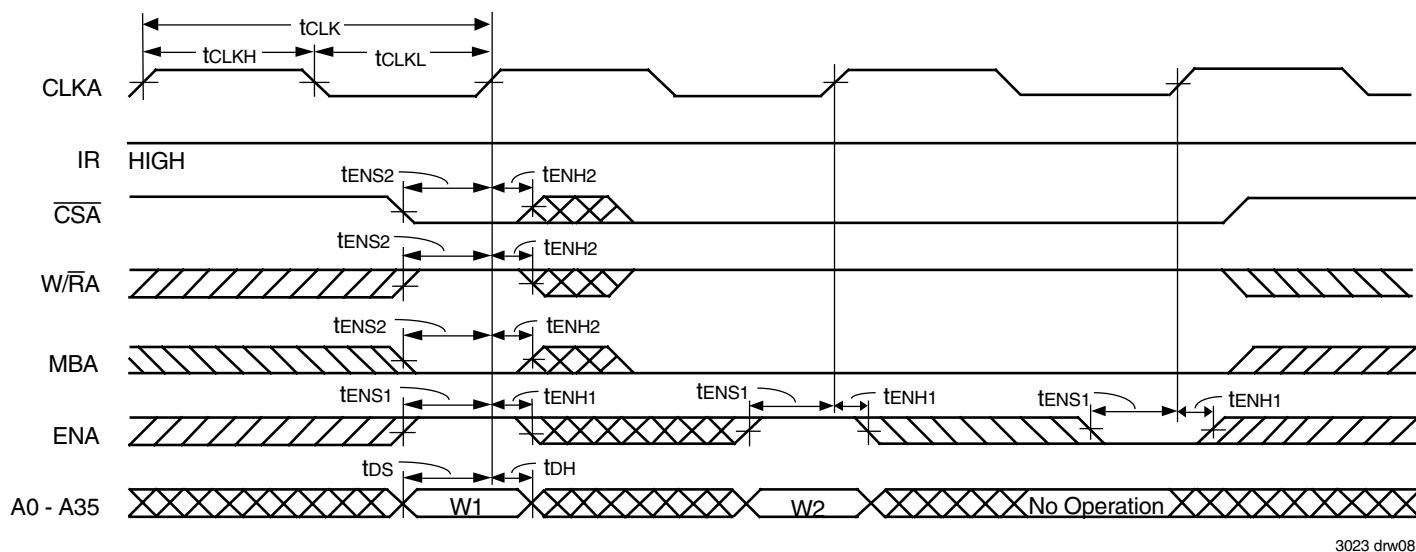 tCLK
tCLKH tCLKL
CLKA
IR HIGH
tENS2 tENH2
CSA
tENS2 tENH2
W/RA
tENS2 tENH2
MBA
tENS1 tENH1 tENS1 tENH1 tENS1 tENH1
ENA
tDS tDH
A0 - A35 W1 W2 No Operation
3023 drw08